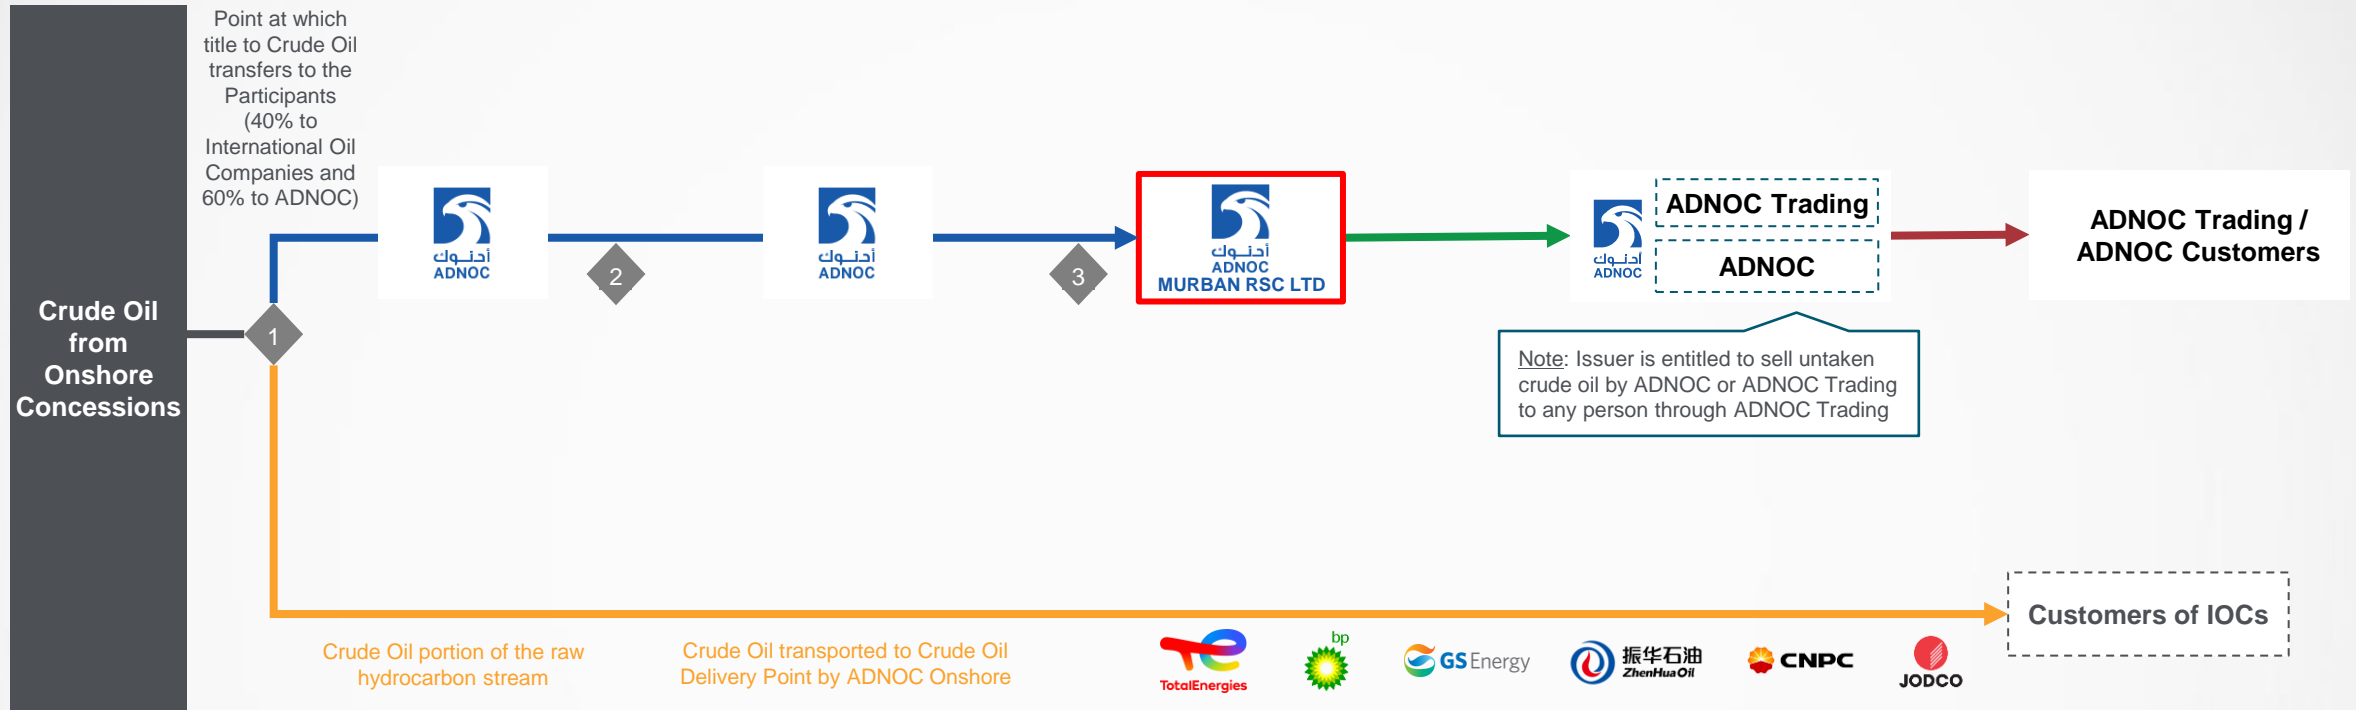 Point at which
title to Crude Oil
transfers to the
Participants
(40% to
International Oil
Companies and
60% to ADNOC)
Crude Oil
from
Onshore
Concessions
1
أدنوك
ADNOC
2
أدنوك
ADNOC
3
أدنوك
ADNOC
MURBAN RSC LTD
أدنوك
ADNOC
ADNOC Trading
ADNOC
ADNOC Trading /
ADNOC Customers
Note: Issuer is entitled to sell untaken
crude oil by ADNOC or ADNOC Trading
to any person through ADNOC Trading
Customers of IOCs
Crude Oil portion of the raw
hydrocarbon stream
Crude Oil transported to Crude Oil
Delivery Point by ADNOC Onshore
TotalEnergies
bp
GS Energy
振华石油
ZhenHua Oil
CNPC
JODCO